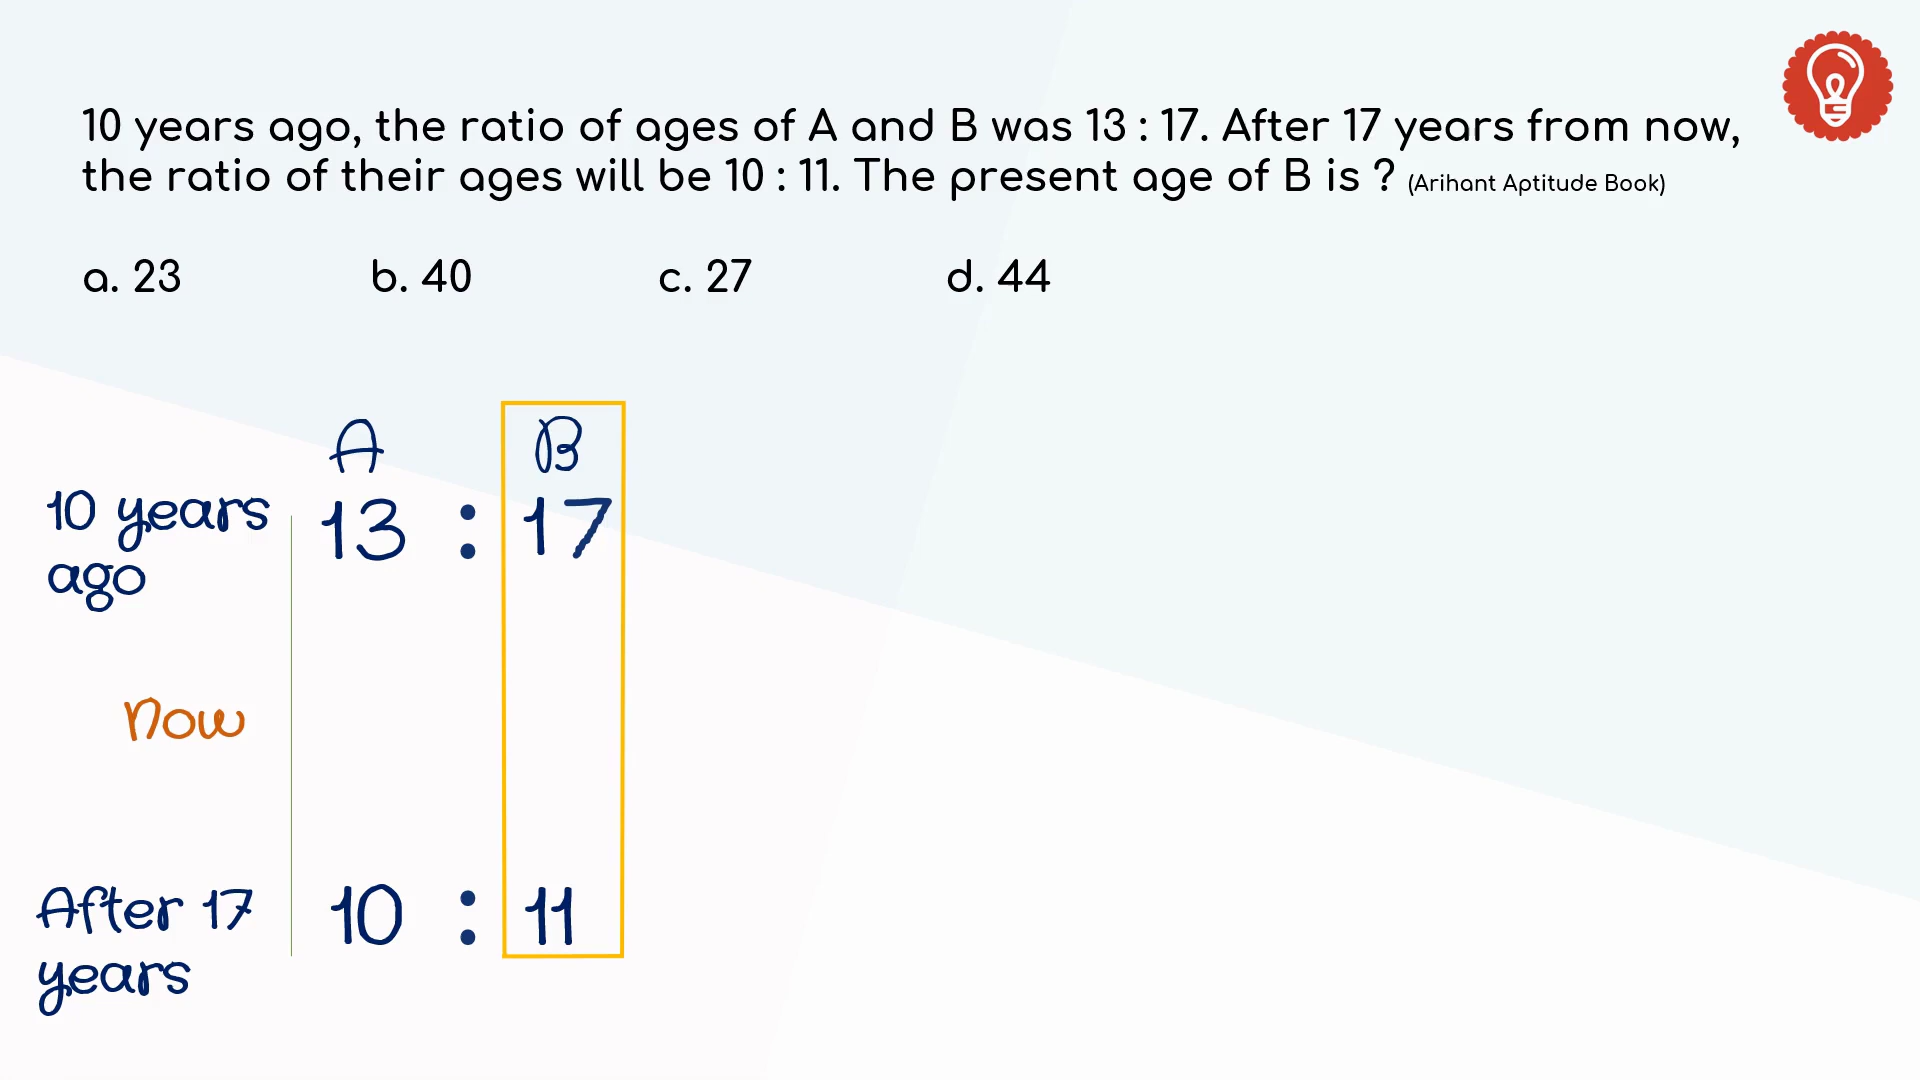 10 years ago, the ratio of ages of A and B was 13 : 17. After 17 years from now,
the ratio of their ages will be 10 : 11. The present age of B is ? (Arihant Aptitude Book)
a. 23 b. 40 c. 27 d. 44
A B
10 years 13 : 17
ago
now
After 17 10 : 11
years